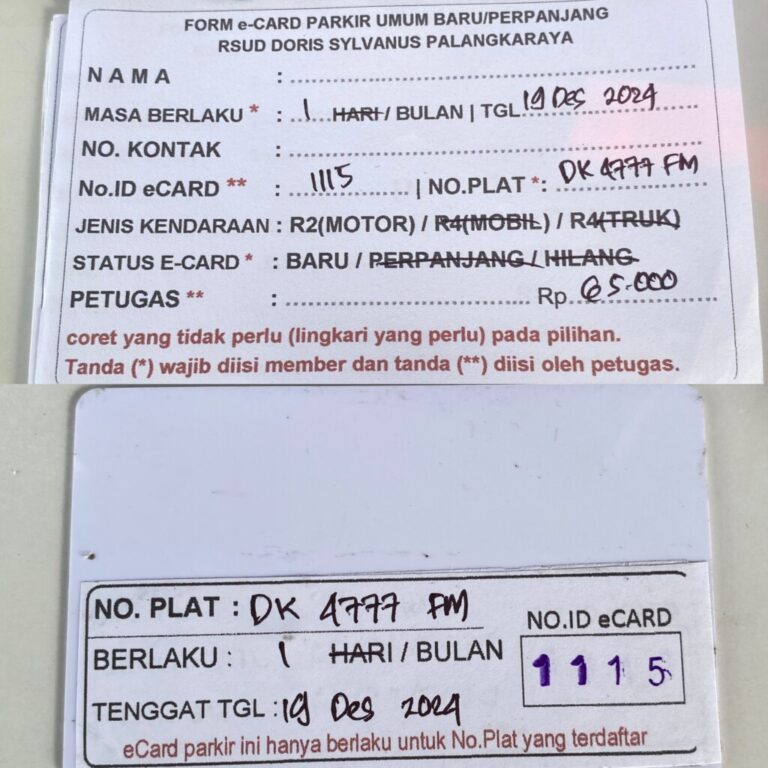 FORM e-CARD PARKIR UMUM BARU/PERPANJANG
RSUD DORIS SYLVANUS PALANGKARAYA
NAMA :
MASA BERLAKU * : 1 HARI / BULAN | TGL 19 Des 2024
NO. KONTAK :
No.ID eCARD ** : 1115 | NO.PLAT *: DK 4777 FM
JENIS KENDARAAN : R2(MOTOR) / R4(MOBIL) / R4(TRUK)
STATUS E-CARD * : BARU / PERPANJANG / HILANG
PETUGAS ** : Rp. 65.000
coret yang tidak perlu (lingkari yang perlu) pada pilihan.
Tanda (*) wajib diisi member dan tanda (**) diisi oleh petugas.
NO. PLAT : DK 4777 FM
NO.ID eCARD
BERLAKU : 1 HARI / BULAN
1115
TENGGAT TGL : 19 Des 2024
eCard parkir ini hanya berlaku untuk No.Plat yang terdaftar